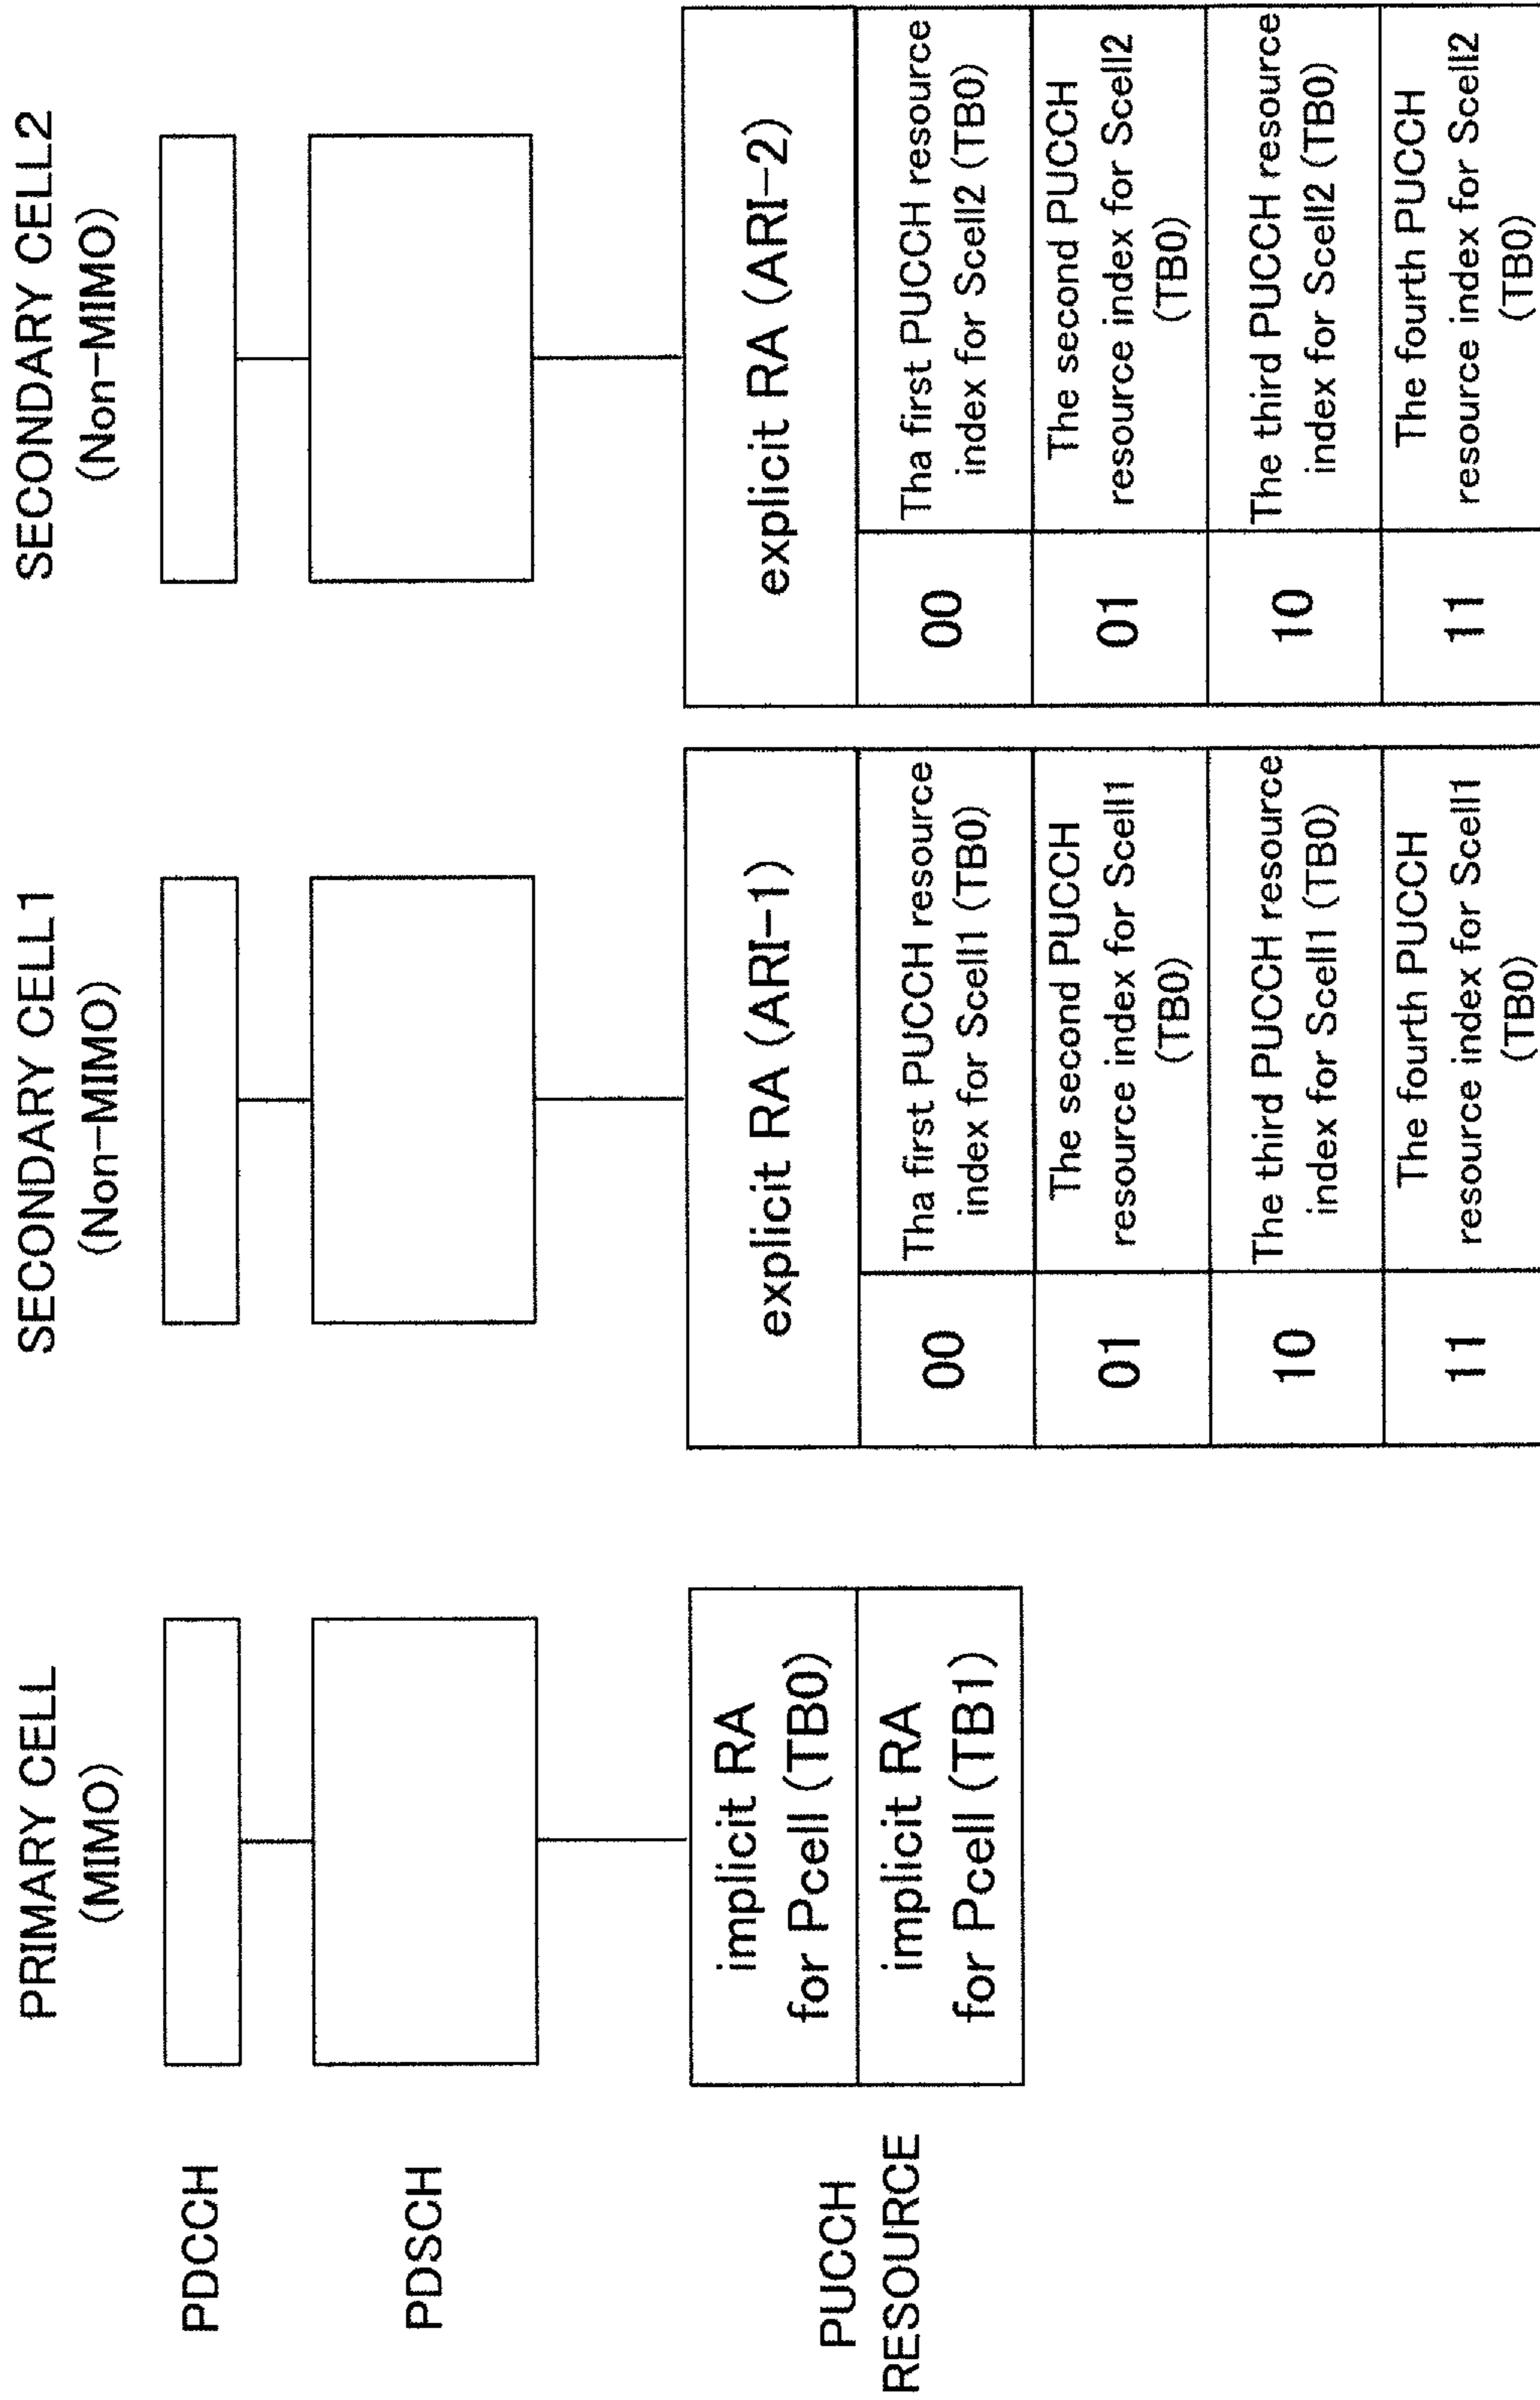 PRIMARY CELL
(MIMO)
SECONDARY CELL1
(Non-MIMO)
SECONDARY CELL2
(Non-MIMO)
PDCCH
PDSCH
PUCCH
RESOURCE
implicit RA
for Pcell (TB0)
implicit RA
for Pcell (TB1)
explicit RA (ARI-1)
00
Tha first PUCCH resource
index for Scell1 (TB0)
01
The second PUCCH
resource index for Scell1
(TB0)
10
The third PUCCH resource
index for Scell1 (TB0)
11
The fourth PUCCH
resource index for Scell1
(TB0)
explicit RA (ARI-2)
00
Tha first PUCCH resource
index for Scell2 (TB0)
01
The second PUCCH
resource index for Scell2
(TB0)
10
The third PUCCH resource
index for Scell2 (TB0)
11
The fourth PUCCH
resource index for Scell2
(TB0)